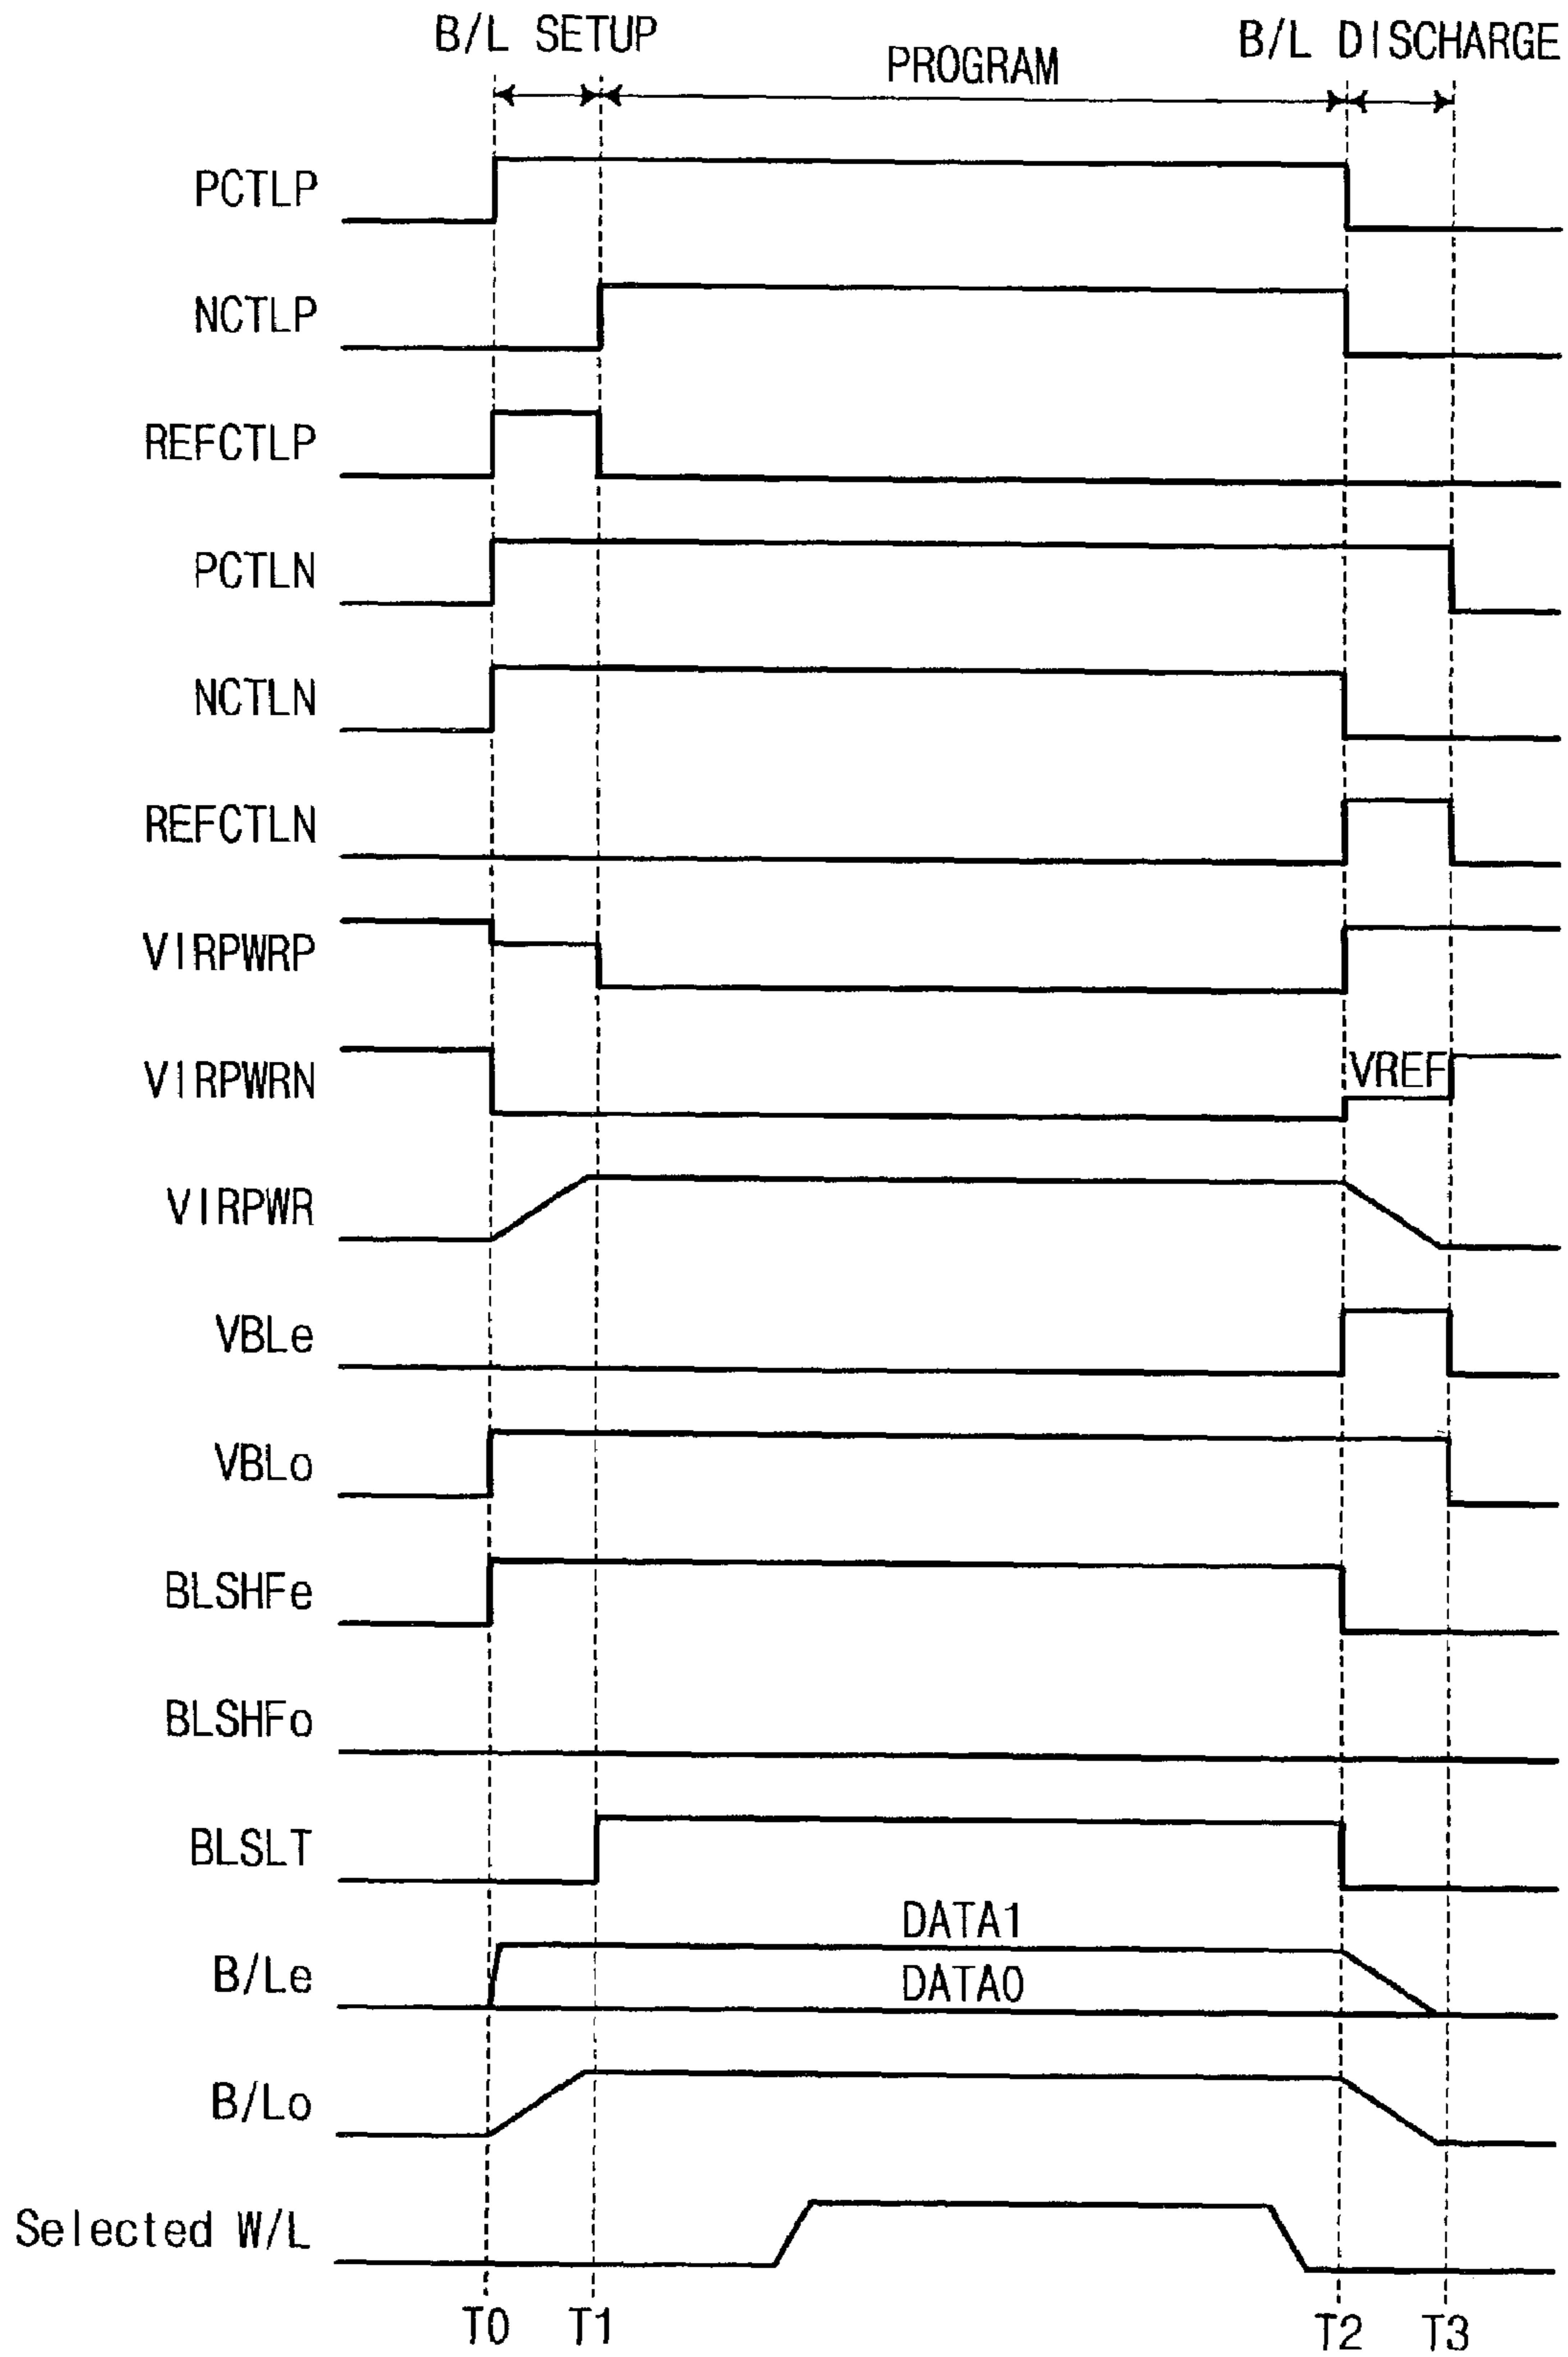 B/L SETUP
PROGRAM
B/L DISCHARGE
PCTLP
NCTLP
REFCTLP
PCTLN
NCTLN
REFCTLN
VIRPWRP
VIRPWRN
VREF
VIRPWR
VBLe
VBLo
BLSHFe
BLSHFo
BLSLT
DATA1
B/Le
DATA0
B/Lo
Selected W/L
T0 T1 T2 T3